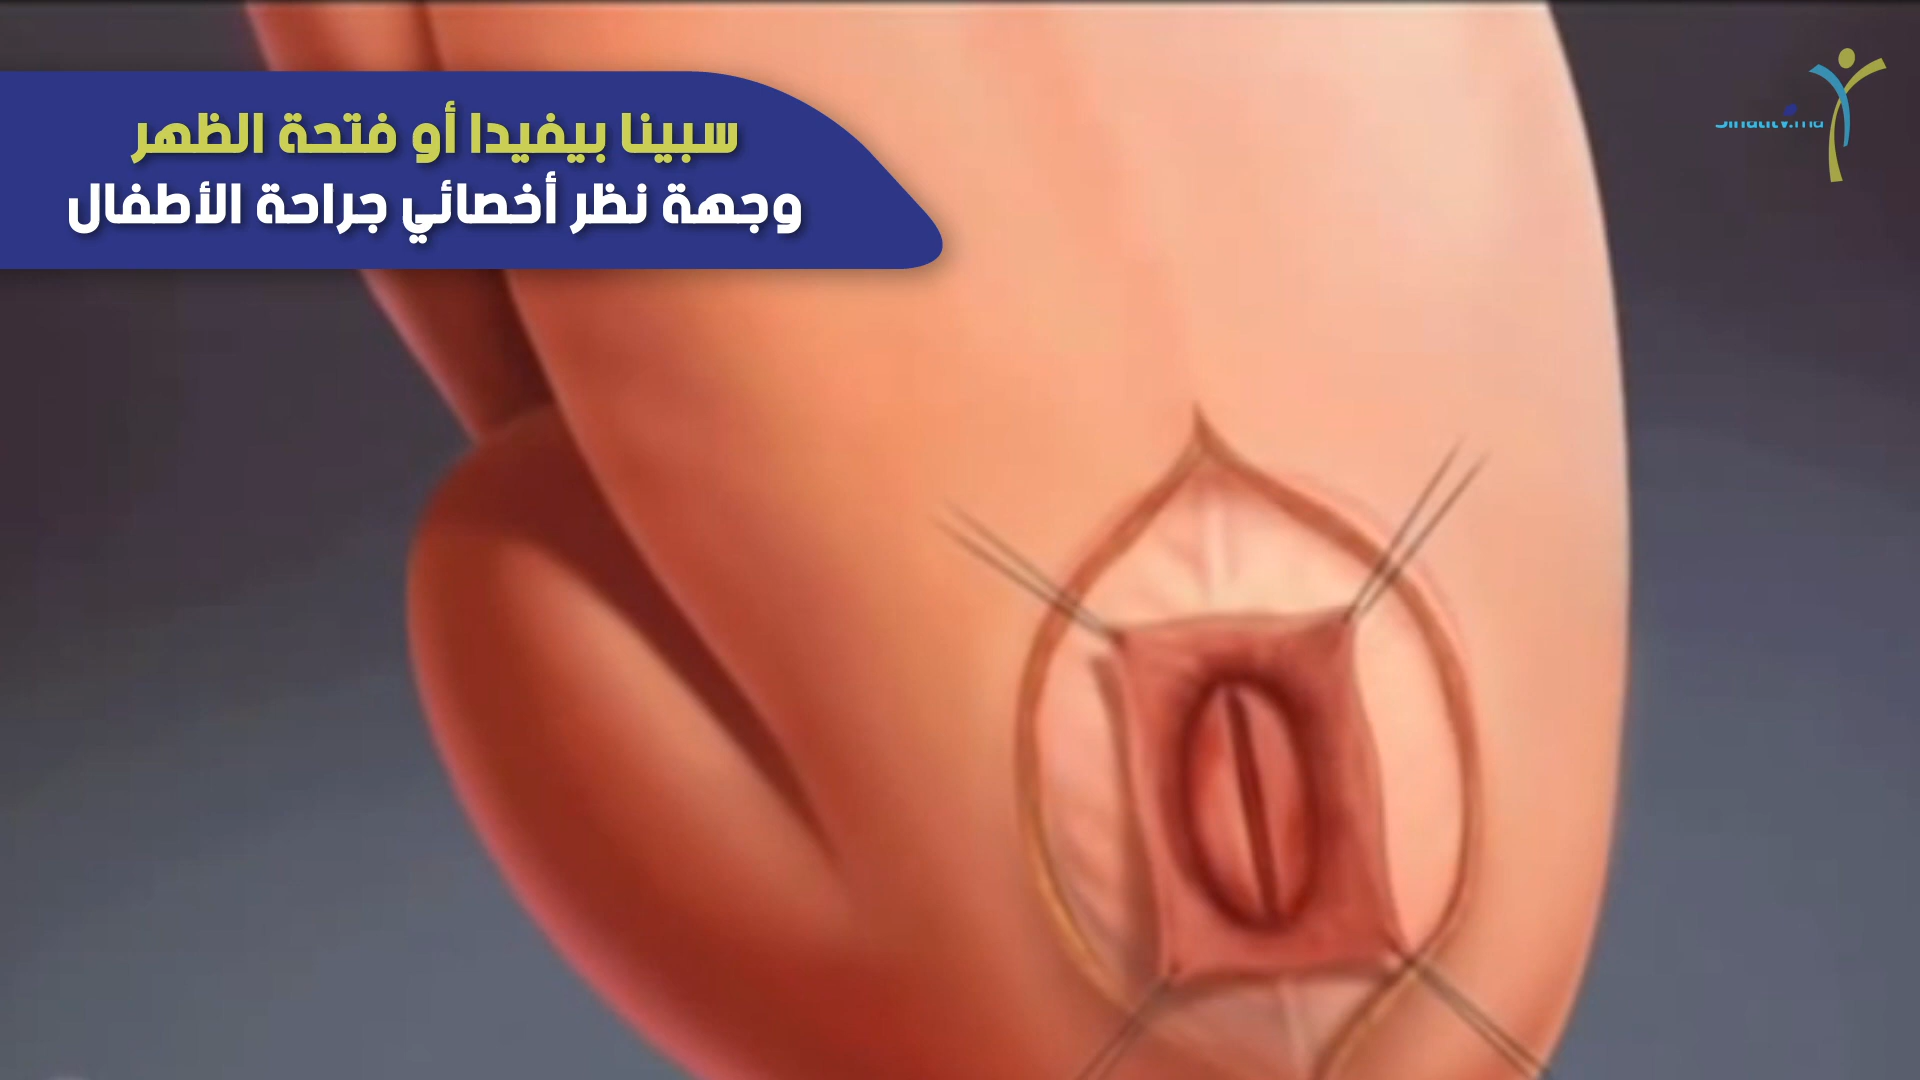 سبينا بيفيدا أو فتحة الظهر
وجهة نظر أخصائي جراحة الأطفال